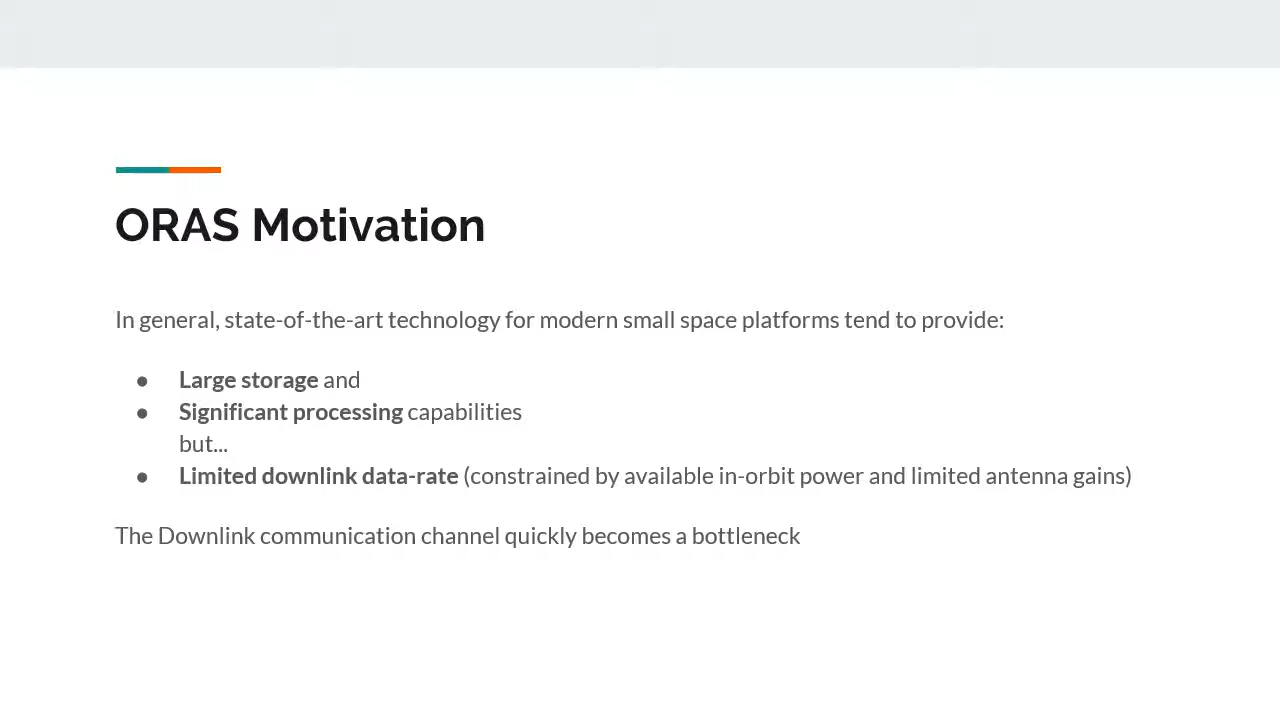 ORAS Motivation
In general, state-of-the-art technology for modern small space platforms tend to provide:
● Large storage and
● Significant processing capabilities
but...
● Limited downlink data-rate (constrained by available in-orbit power and limited antenna gains)
The Downlink communication channel quickly becomes a bottleneck